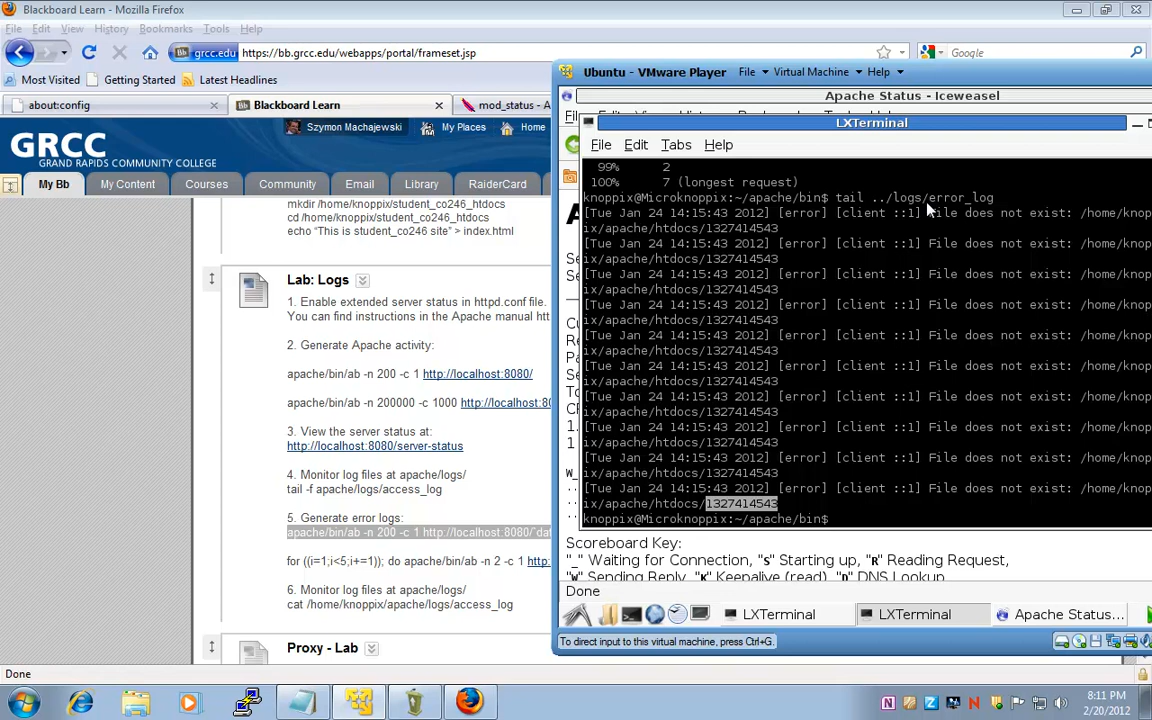 Blackboard Learn - Mozilla Firefox
File Edit View History Bookmarks Tools Help
grcc.edu https://bb.grcc.edu/webapps/portal/frameset.jsp
Google
Most Visited Getting Started Latest Headlines
about:config
Blackboard Learn
mod_status - A
Szymon Machajewski My Places Home
GRCC
GRAND RAPIDS COMMUNITY COLLEGE
My Bb My Content Courses Community Email Library RaiderCard
mkdir /home/knoppix/student_co246_htdocs
cd /home/knoppix/student_co246_htdocs
echo "This is student_co246 site" > index.html
Lab: Logs
1. Enable extended server status in httpd.conf file.
You can find instructions in the Apache manual htt
2. Generate Apache activity:
apache/bin/ab -n 200 -c 1 http://localhost:8080/
apache/bin/ab -n 200000 -c 1000 http://localhost:80
3. View the server status at:
http://localhost:8080/server-status
4. Monitor log files at apache/logs/
tail -f apache/logs/access_log
5. Generate error logs:
apache/bin/ab -n 200 -c 1 http://localhost:8080/`dat
for ((i=1;i<5;i+=1)); do apache/bin/ab -n 2 -c 1 http:
6. Monitor log files at apache/logs/
cat /home/knoppix/apache/logs/access_log
Proxy - Lab
Done
Ubuntu - VMware Player File Virtual Machine Help
Apache Status - Iceweasel
LXTerminal
File Edit Tabs Help
99% 2
100% 7 (longest request)
knoppix@Microknoppix:~/apache/bin$ tail ../logs/error_log
[Tue Jan 24 14:15:43 2012] [error] [client ::1] File does not exist: /home/knop
ix/apache/htdocs/1327414543
[Tue Jan 24 14:15:43 2012] [error] [client ::1] File does not exist: /home/knop
ix/apache/htdocs/1327414543
[Tue Jan 24 14:15:43 2012] [error] [client ::1] File does not exist: /home/knop
ix/apache/htdocs/1327414543
[Tue Jan 24 14:15:43 2012] [error] [client ::1] File does not exist: /home/knop
ix/apache/htdocs/1327414543
[Tue Jan 24 14:15:43 2012] [error] [client ::1] File does not exist: /home/knop
ix/apache/htdocs/1327414543
[Tue Jan 24 14:15:43 2012] [error] [client ::1] File does not exist: /home/knop
ix/apache/htdocs/1327414543
[Tue Jan 24 14:15:43 2012] [error] [client ::1] File does not exist: /home/knop
ix/apache/htdocs/1327414543
[Tue Jan 24 14:15:43 2012] [error] [client ::1] File does not exist: /home/knop
ix/apache/htdocs/1327414543
[Tue Jan 24 14:15:43 2012] [error] [client ::1] File does not exist: /home/knop
ix/apache/htdocs/1327414543
[Tue Jan 24 14:15:43 2012] [error] [client ::1] File does not exist: /home/knop
ix/apache/htdocs/1327414543
knoppix@Microknoppix:~/apache/bin$
Scoreboard Key:
"_" Waiting for Connection, "S" Starting up, "R" Reading Request,
"W" Sending Reply, "K" Keepalive (read), "D" DNS Lookup,
Done
LXTerminal LXTerminal Apache Status...
To direct input to this virtual machine, press Ctrl+G.
8:11 PM
2/20/2012